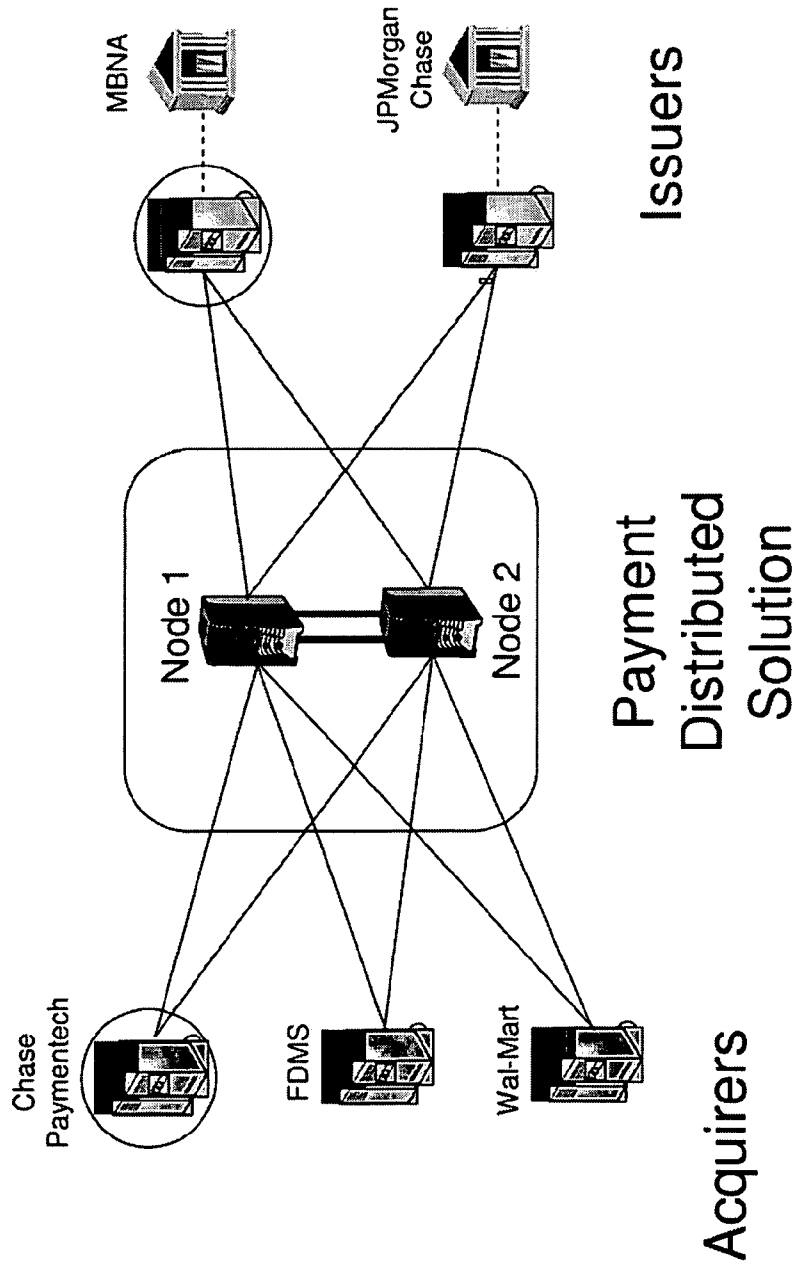 Chase
Paymentech
FDMS
Wal-Mart
Acquirers
Node 1
Node 2
Payment
Distributed
Solution
MBNA
JPMorgan
Chase
Issuers